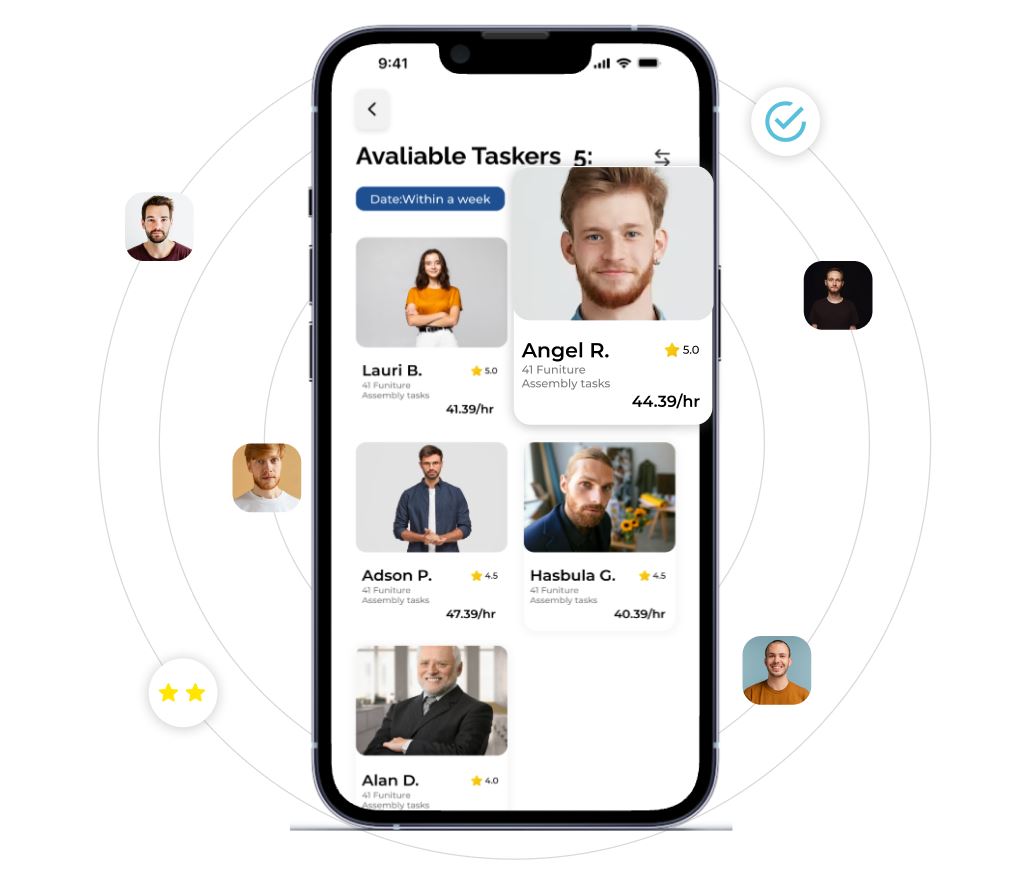 9:41
Avaliable Taskers 5:
Date:Within a week
Lauri B.
5.0
41 Funiture
Assembly tasks
41.39/hr
Angel R.
5.0
41 Funiture
Assembly tasks
44.39/hr
Adson P.
4.5
41 Funiture
Assembly tasks
47.39/hr
Hasbula G.
4.5
41 Funiture
Assembly tasks
40.39/hr
Alan D.
4.0
41 Funiture
Assembly tasks